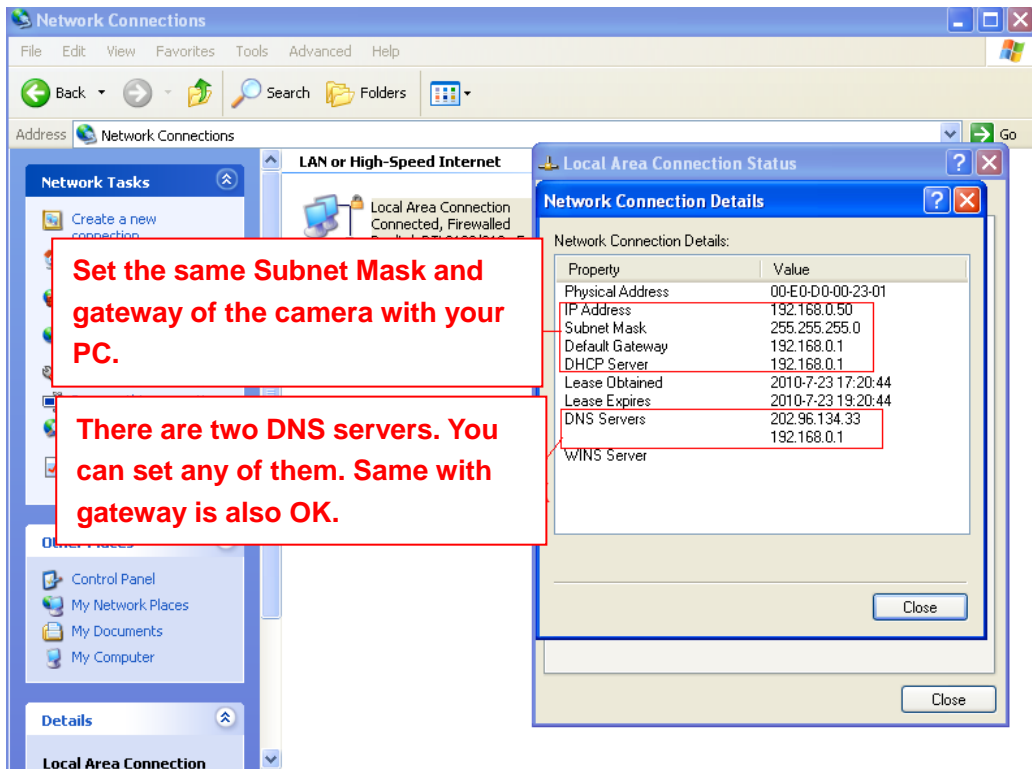 Network Connections
File Edit View Favorites Tools Advanced Help
Back Search Folders
Address Network Connections Go
Network Tasks
Create a new
connection
LAN or High-Speed Internet
Local Area Connection
Connected, Firewalled
Set the same Subnet Mask and
gateway of the camera with your
PC.
There are two DNS servers. You
can set any of them. Same with
gateway is also OK.
Other Places
Control Panel
My Network Places
My Documents
My Computer
Details
Local Area Connection
Local Area Connection Status
Network Connection Details
Network Connection Details:
Property Value
Physical Address 00-E0-D0-00-23-01
IP Address 192.168.0.50
Subnet Mask 255.255.255.0
Default Gateway 192.168.0.1
DHCP Server 192.168.0.1
Lease Obtained 2010-7-23 17:20:44
Lease Expires 2010-7-23 19:20:44
DNS Servers 202.96.134.33
192.168.0.1
WINS Server
Close
Close